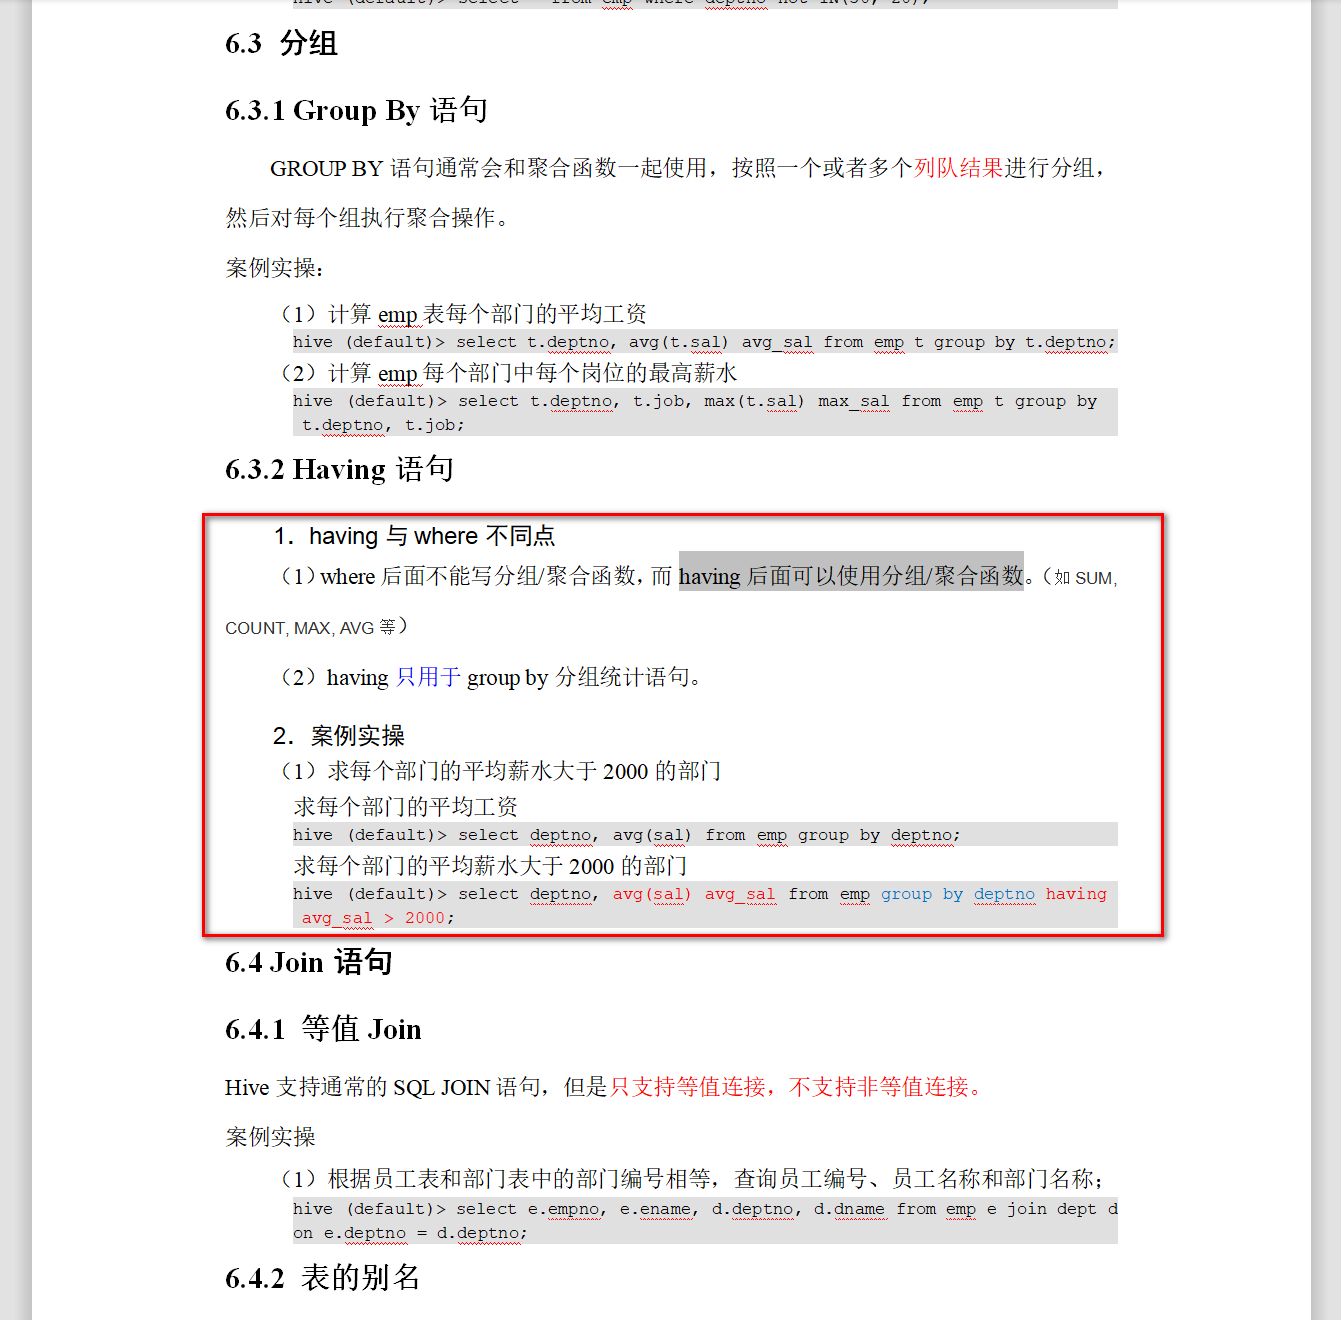 6.3 分组
6.3.1 Group By 语句
GROUP BY 语句通常会和聚合函数一起使用，按照一个或者多个列队结果进行分组，
然后对每个组执行聚合操作。
案例实操：
（1）计算 emp 表每个部门的平均工资
hive (default)> select t.deptno, avg(t.sal) avg_sal from emp t group by t.deptno;
（2）计算 emp 每个部门中每个岗位的最高薪水
hive (default)> select t.deptno, t.job, max(t.sal) max_sal from emp t group by
t.deptno, t.job;
6.3.2 Having 语句
1．having 与 where 不同点
（1）where 后面不能写分组/聚合函数，而 having 后面可以使用分组/聚合函数。（如 SUM,
COUNT, MAX, AVG 等）
（2）having 只用于 group by 分组统计语句。
2．案例实操
（1）求每个部门的平均薪水大于 2000 的部门
求每个部门的平均工资
hive (default)> select deptno, avg(sal) from emp group by deptno;
求每个部门的平均薪水大于 2000 的部门
hive (default)> select deptno, avg(sal) avg_sal from emp group by deptno having
avg_sal > 2000;
6.4 Join 语句
6.4.1 等值 Join
Hive 支持通常的 SQL JOIN 语句，但是只支持等值连接，不支持非等值连接。
案例实操
（1）根据员工表和部门表中的部门编号相等，查询员工编号、员工名称和部门名称；
hive (default)> select e.empno, e.ename, d.deptno, d.dname from emp e join dept d
on e.deptno = d.deptno;
6.4.2 表的别名